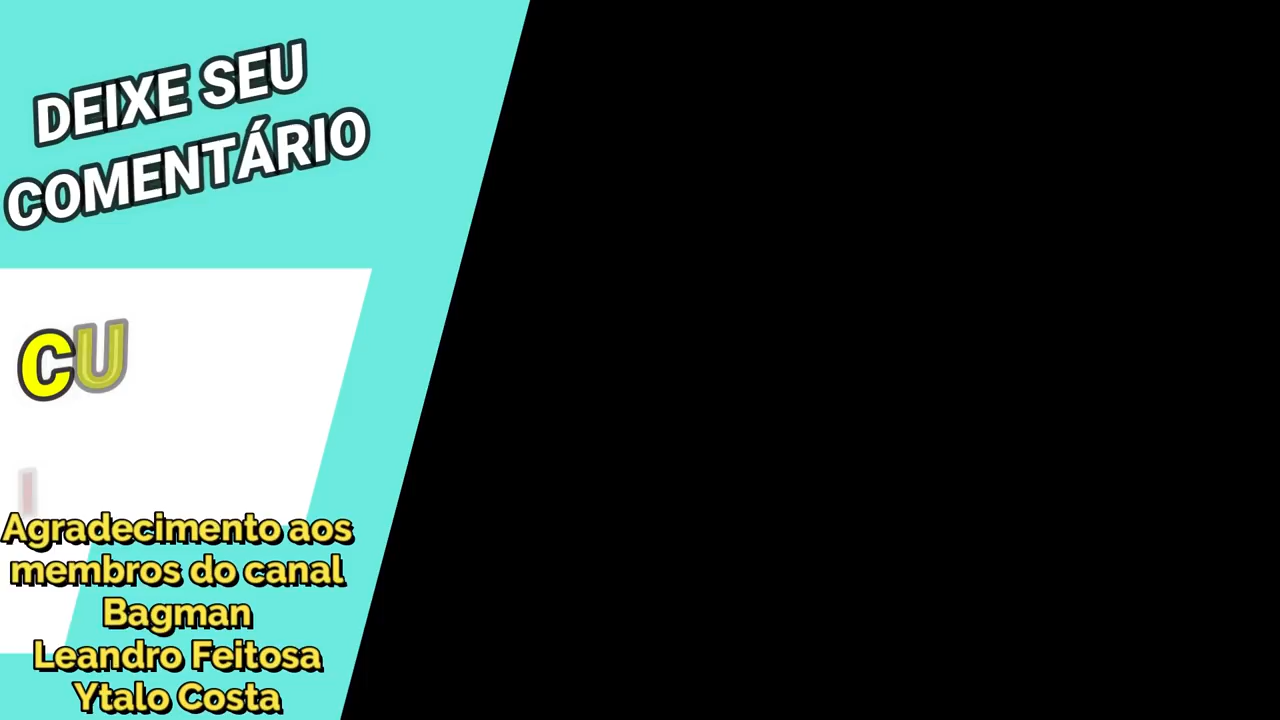 DEIXE SEU
COMENTÁRIO
CU
I
Agradecimento aos
membros do canal
Bagman
Leandro Feitosa
Ytalo Costa